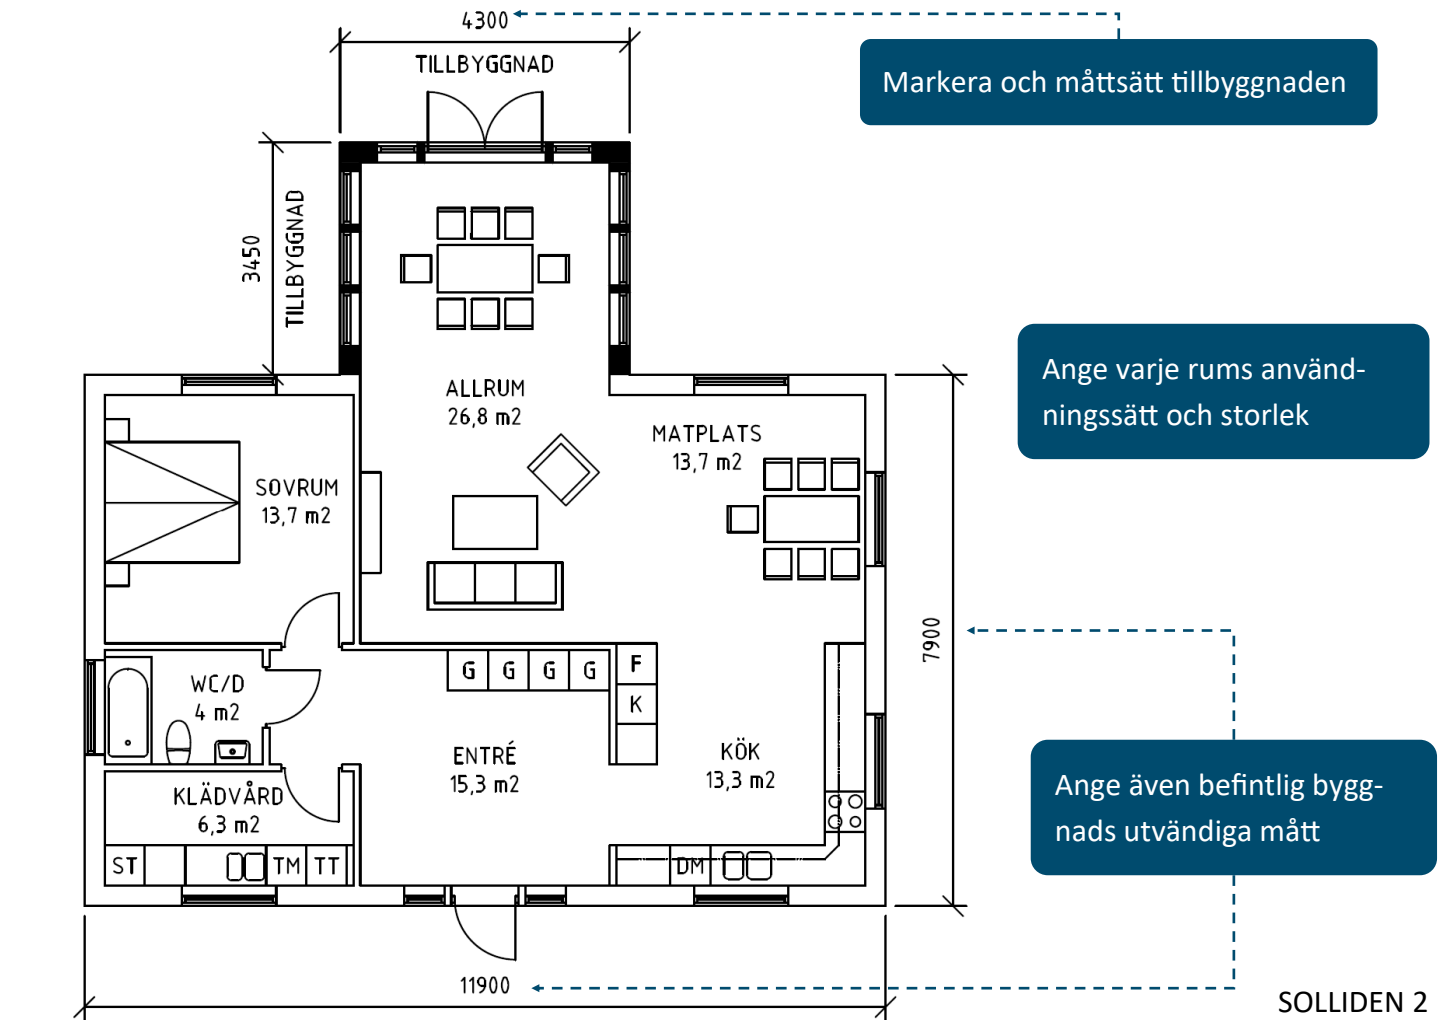 4300
TILLBYGGNAD
Markera och måttsätt tillbyggnaden
3450
TILLBYGGNAD
Ange varje rums använd-
ningssätt och storlek
ALLRUM
26,8 m2
MATPLATS
13,7 m2
SOVRUM
13,7 m2
7900
G G G G F
K
WC/D
4 m2
ENTRÉ
15,3 m2
KÖK
13,3 m2
Ange även befintlig bygg-
nads utvändiga mått
KLÄDVÅRD
6,3 m2
ST TM TT
DM
11900
SOLLIDEN 2